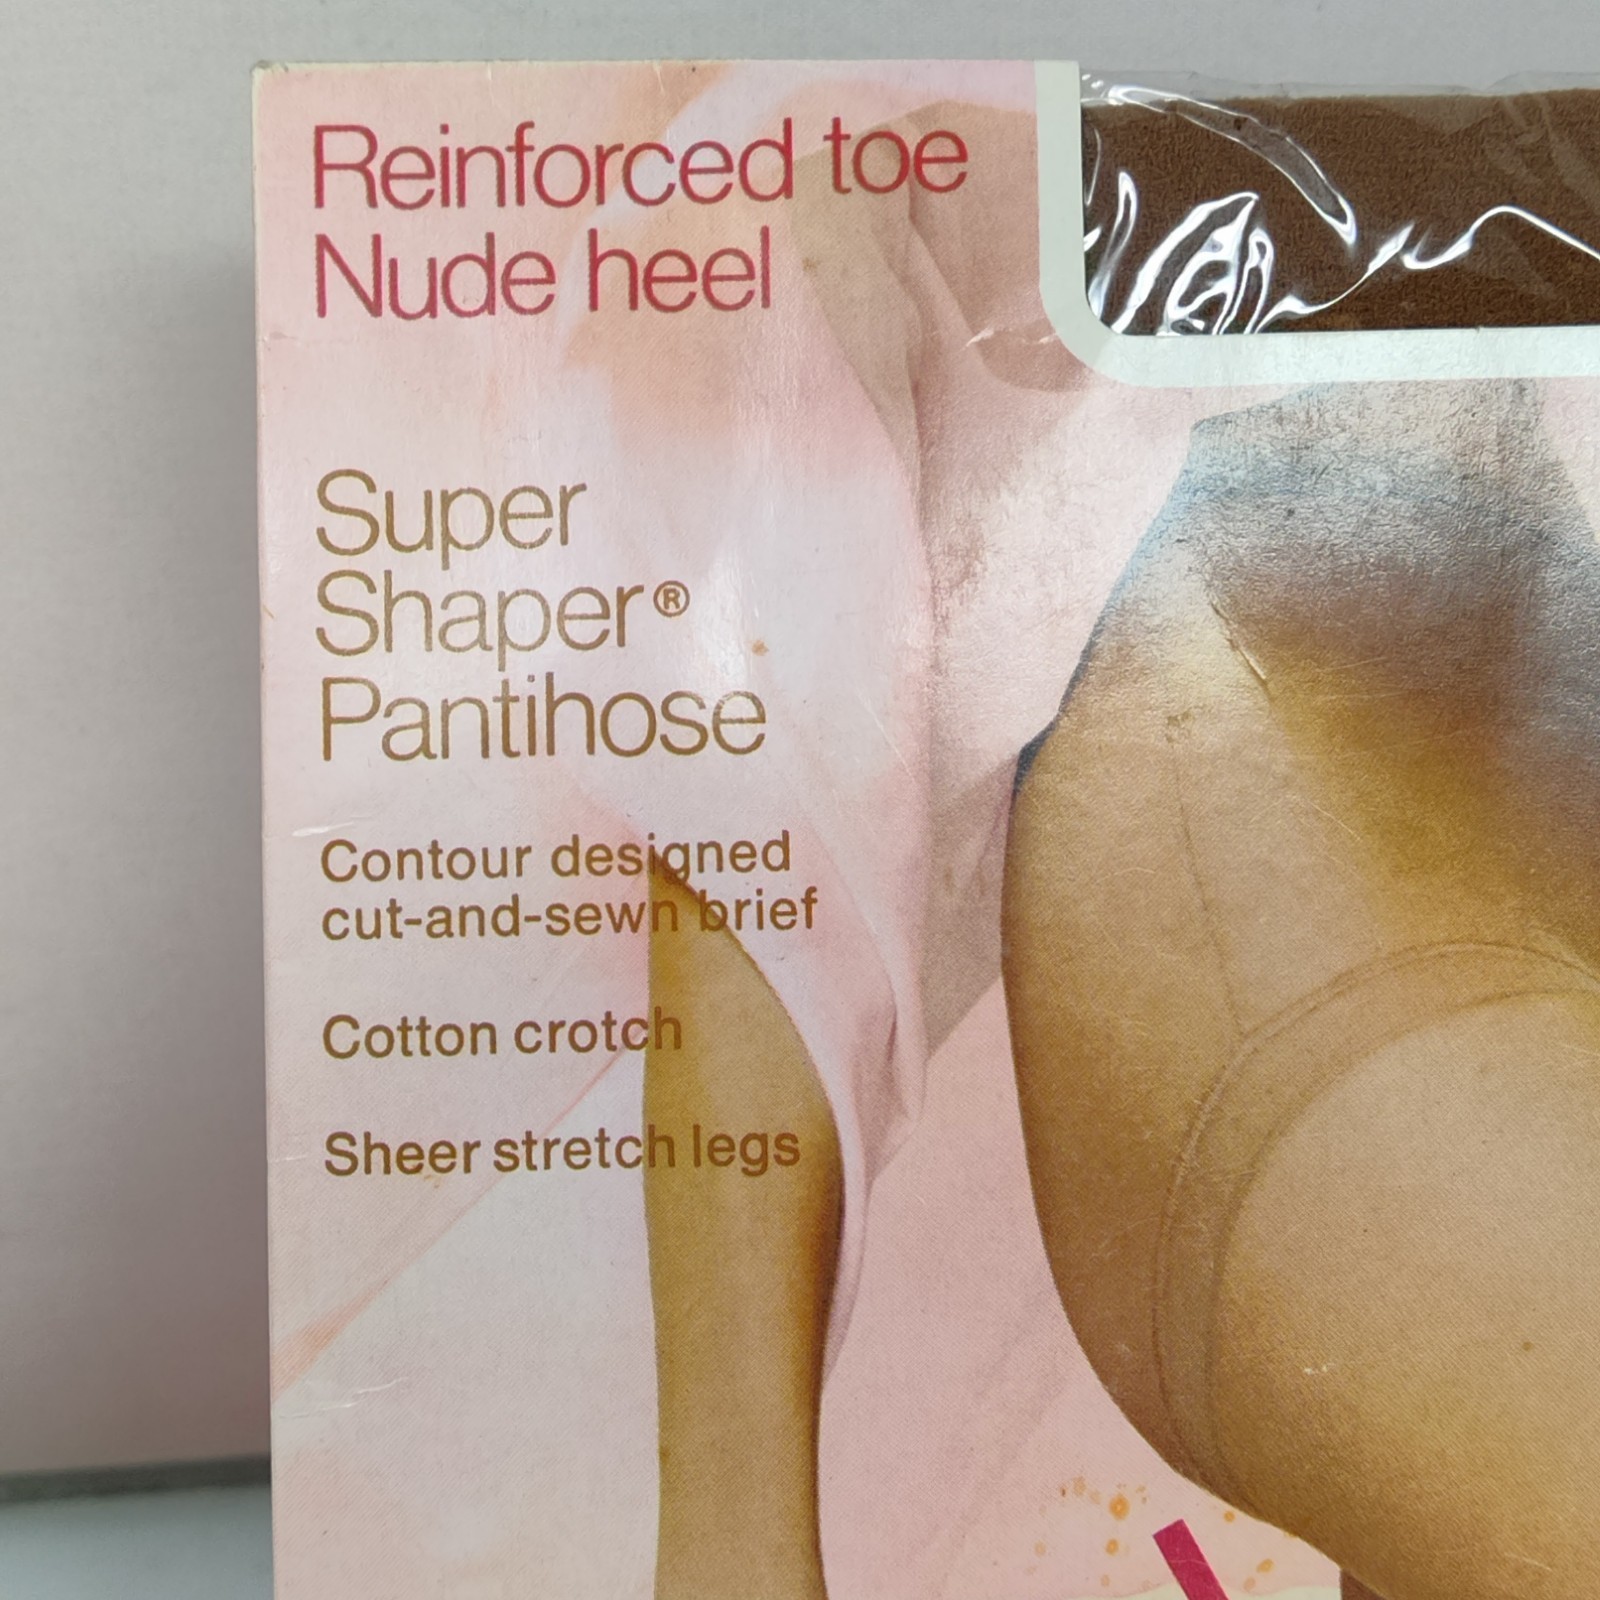 Reinforced toe
Nude heel
Super
Shaper®
Pantihose
Contour designed
cut-and-sewn brief
Cotton crotch
Sheer stretch legs